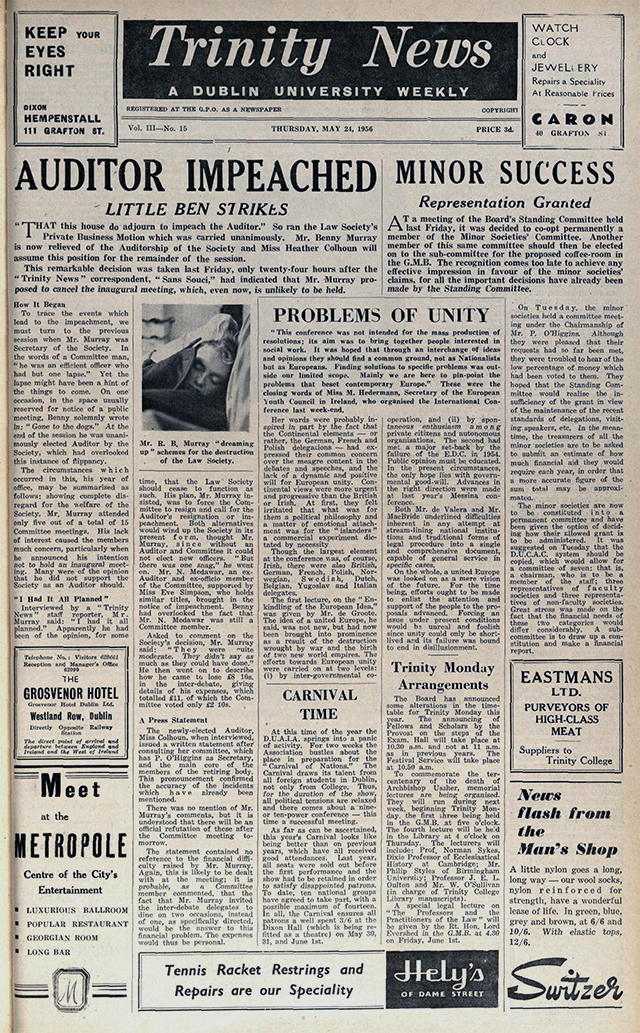 KEEP YOUR
EYES
RIGHT
DIXON
HEMPENSTALL
111 GRAFTON ST.
Trinity News
A DUBLIN UNIVERSITY WEEKLY
REGISTERED AT THE G.P.O. AS A NEWSPAPER
COPYRIGHT
Vol. III—No. 15
THURSDAY, MAY 24, 1956
PRICE 3d.
WATCH
CLOCK
and
JEWELLERY
Repairs a Speciality
At Reasonable Prices
CARON
40 GRAFTON ST
AUDITOR IMPEACHED
LITTLE BEN STRIKES
"THAT this house do adjourn to impeach the Auditor." So ran the Law Society's
Private Business Motion which was carried unanimously. Mr. Benny Murray
is now relieved of the Auditorship of the Society and Miss Heather Colhoun will
assume this position for the remainder of the session.
This remarkable decision was taken last Friday, only twenty-four hours after the
"Trinity News" correspondent, "Sans Souci," had indicated that Mr. Murray pro-
posed to cancel the inaugural meeting, which, even now, is unlikely to be held.
How It Began
To trace the events which
lead to the impeachment, we
must turn to the previous
session when Mr. Murray was
Secretary of the Society. In
the words of a Committee man,
"he was an efficient officer who
had but one lapse." Yet the
lapse might have been a hint of
the things to come. On one
occasion, in the space usually
reserved for notice of a public
meeting, Benny solemnly wrote
in: "Gone to the dogs." At the
end of the session he was unani-
mously elected Auditor by the
Society, which had overlooked
this instance of flippancy.
The circumstances which
occurred in this, his year of
office, may be summarised as
follows: showing complete dis-
regard for the welfare of the
Society, Mr. Murray attended
only five out of a total of 15
Committee meetings. His lack
of interest caused the members
much concern, particularly when
he announced his intention
not to hold an inaugural meet-
ing. Many were of the opinion
that he did not support the
Society as an Auditor should.
"I Had It All Planned"
Interviewed by a "Trinity
News" staff reporter, Mr.
Murray said: "I had it all
planned." Apparently he had
been of the opinion, for some
Mr. R. B. Murray "dreaming
up" schemes for the destruction
of the Law Society.
time, that the Law Society
should cease to function as
such. His plan, Mr. Murray in-
sisted, was to force the Com-
mittee to resign and call for the
Auditor's resignation or im-
peachment. Both alternatives
would wind up the Society in its
present form, thought Mr.
Murray, since without an
Auditor and Committee it could
not elect new officers. "But
there was one snag," he went
on. Mr. N. Medawar, an ex-
Auditor and ex-officio member
of the Committee, supported by
Miss Eve Simpson, who holds
similar titles, brought in the
notice of impeachment. Benny
had overlooked the fact that
Mr. N. Medawar was still a
Committee member.
Asked to comment on the
Society's decision, Mr. Murray
said: "They were quite
moderate. They didn't say as
much as they could have done."
He then went on to describe
how he came to lose £8 10s.
in the inter-debate, giving
details of his expenses, which
totalled £11, of which the Com-
mittee voted only £2 10s.
A Press Statement
The newly-elected Auditor,
Miss Colhoun, when interviewed,
issued a written statement after
consulting her committee, which
has P. O'Higgins as Secretary,
and the main core of the
members of the retiring body.
This pronouncement confirmed
the accuracy of the incidents
which have already been
mentioned.
There was no mention of Mr.
Murray's comments, but it is
understood that there will be an
official refutation of these after
the Committee meeting to-
morrow.
The statement contained no
reference to the financial diffi-
culty raised by Mr. Murray.
Again, this is likely to be dealt
with at the meeting; it is
probable, as a Committee
member commented, that the
fact that Mr. Murray invited
the inter-debate delegates to
dine on two occasions, instead
of one, as specifically directed,
would be the answer to this
financial problem. The expenses
would thus be personal.
Telephone No.: Visitors 62966l
Reception and Manager's Office
THE
GROSVENOR HOTEL
Grosvenor Hotel Dublin Ltd.
Westland Row, Dublin
Directly Opposite Railway
Station
The direct point of arrival and
departure between England and
Ireland and the West of Ireland
Meet
at the
METROPOLE
Centre of the City's
Entertainment
LUXURIOUS BALLROOM
POPULAR RESTAURANT
GEORGIAN ROOM
LONG BAR
M
PROBLEMS OF UNITY
"This conference was not intended for the mass production of
resolutions; its aim was to bring together people interested in
social work. It was hoped that through an interchange of ideas
and opinions they should find a common ground, not as Nationalists
but as Europeans. Finding solutions to specific problems was out-
side our limited scope. Mainly we are here to pin-point the
problems that beset contemporary Europe." These were the
closing words of Miss M. Hedermann, Secretary of the European
Youth Council in Ireland, who organised the International Con-
ference last week-end.
Her words were probably in-
spired in part by the fact that
the Continental elements — or
rather, the German, French and
Polish delegations — had ex-
pressed their common concern
over the meagre content in the
debates and speeches, and the
lack of a dynamic and positive
will for European unity. Con-
tinental views were more urgent
and progressive than the British
or Irish. At first, they felt
irritated that what was for
them a political philosophy and
a matter of emotional attach-
ment was for the "islanders"
a commercial experiment dic-
tated by necessity.
Though the largest element
at the conference was, of course,
Irish, there were also British,
German, French, Polish, Nor-
wegian, Swedish, Dutch,
Belgian, Yugoslav and Italian
delegates.
The first lecture, on the "En-
kindling of the European Idea,"
was given by Mr. de Groote.
The idea of a united Europe, he
said, was not new, but had now
been brought into prominence
as a result of the destruction
wrought by war and the birth
of two new world empires. The
efforts towards European unity
were carried on at two levels:
(i) by inter-governmental co-
operation, and (ii) by spon-
taneous enthusiasm among
private citizens and autonomous
organisations. The second had
met a major set-back by the
failure of the E.D.C. in 1954.
Public opinion must be educated.
In the present circumstances,
the only hope lies with govern-
mental good-will. Advances in
the right direction were made
at last year's Messina con-
ference.
Both Mr. de Valera and Mr.
MacBride underlined difficulties
inherent in any attempt at
stream-lining national institu-
tions and traditional forms of
legal procedure into a single
and comprehensive document,
capable of general service in
specific cases.
On the whole, a united Europe
was looked on as a mere vision
of the future. For the time
being, efforts ought to be made
to enlist the attention and
support of the people to the pro-
posals advanced. Forcing an
issue under present conditions
would be unreal and foolish
since unity could only be short-
lived and its failure was bound
to end in disillusionment.
CARNIVAL
TIME
At this time of the year the
D.U.A.I.A. springs into a panic
of activity. For two weeks the
Association bustles about the
place in preparation for the
"Carnival of Nations." The
Carnival draws its talent from
all foreign students in Dublin,
not only from College. Thus,
for the duration of the show,
all political tensions are relaxed
and there comes about a nine-
or ten-power conference — this
time a successful meeting.
As far as can be ascertained,
this year's Carnival looks like
being better than on previous
years, which have all received
good attendances. Last year,
all seats were sold out before
the first performance and the
show had to be retained in order
to satisfy disappointed patrons.
To date, ten national groups
have agreed to take part, with a
possible maximum of fourteen.
In all, the Carnival assures all
patrons a well spent 3/6 at the
Dixon Hall (which is being re-
fitted as a theatre) on May 30,
31, and June 1st.
Trinity Monday
Arrangements
The Board has announced
some alterations in the time-
table for Trinity Monday this
year. The announcing of
Fellows and Scholars by the
Provost on the steps of the
Exam. Hall will take place at
10.30 a.m. and not at 11 a.m.
as in previous years. The
Thanksgiving Service will take place
at 10.50 a.m.
To commemorate the ter-
centenary of the death of
Archbishop Ussher, memorial
lectures are being organised.
They will run during next
week, beginning Trinity Mon-
day, the first three being held
in the G.M.B. at five o'clock.
The fourth lecture will be held
in the Library at 4 o'clock on
Thursday. The lecturers will
include: Prof. Norman Sykes,
Dixie Professor of Ecclesiastical
History at Cambridge; Mr.
Philip Styles of Birmingham
University; Professor J. E. L.
Oulton and Mr. W. O'Sullivan
(in charge of Trinity College
Library manuscripts).
A special legal lecture on
"The Professors and the
Practitioners of the Law" will
be given by the Rt. Hon. Lord
Evershed in the G.M.B. at 4.30
on Friday, June 1st.
MINOR SUCCESS
Representation Granted
AT a meeting of the Board's Standing Committee held
last Friday, it was decided to co-opt permanently a
member of the Minor Societies' Committee. Another
member of this same committee should then be elected
on to the sub-committee for the proposed coffee-room in
the G.M.B. The recognition comes too late to achieve any
effective impression in favour of the minor societies'
claims, for all the important decisions have already been
made by the Standing Committee.
On Tuesday, the minor
societies held a committee meet-
ing under the Chairmanship of
Mr. P. O'Higgins. Although
they were pleased that their
requests had so far been met,
they were troubled to hear of the
low percentage of money which
had been voted to them. They
hoped that the Standing Com-
mittee would realise the in-
sufficiency of the grant in view
of the maintenance of the recent
standards of delegations, visit-
ing speakers, etc. In the mean-
time, the treasurers of all the
minor societies are to be asked
to submit an estimate of how
much financial aid they would
require each year, in order that
a more accurate figure of the
sum total may be approxi-
mated.
The minor societies are now
to be constituted into a
permanent committee and have
been given the option of decid-
ing how their allowed grant is
to be administered. It was
suggested on Tuesday that the
D.U.C.A.C. system should be
copied, which would allow for
a committee of seven: that is,
a chairman, who is to be a
member of the staff; three
representatives of faculty
societies and three representa-
tives of non-faculty societies.
Great stress was made on the
fact that the financial needs of
these two categories would
differ considerably. A sub-
committee is to draw up a con-
stitution and make a financial
report.
EASTMANS
LTD.
PURVEYORS OF
HIGH-CLASS
MEAT
Suppliers to
Trinity College
News
flash from
the
Man's Shop
A little nylon goes a long,
long way — our wool socks,
nylon reinforced for
strength, have a wonderful
lease of life. In green, blue,
grey and brown, at 6/6 and
10/6. With elastic tops,
12/6.
Switzer
Tennis Racket Restrings and
Repairs are our Speciality
Hely's
OF DAME STREET